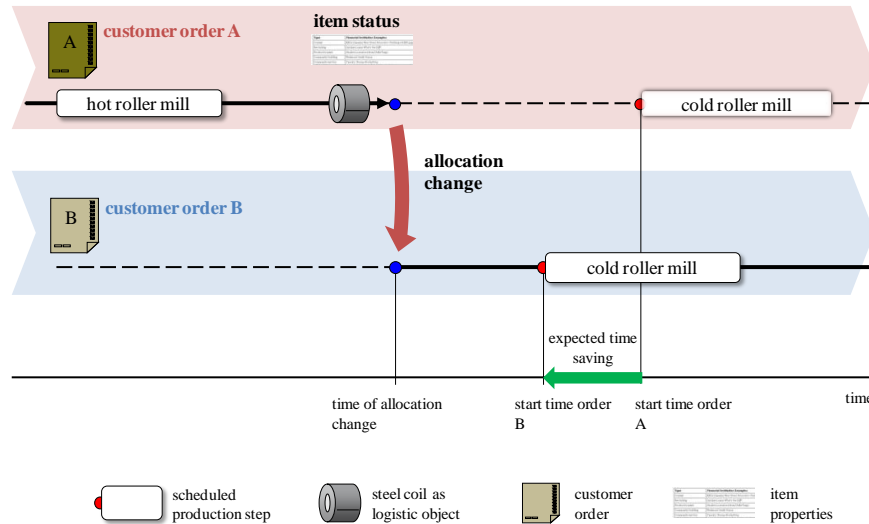 item status
customer order A
A
hot roller mill
cold roller mill
allocation
change
customer order B
B
cold roller mill
expected time
saving
time of allocation
change
start time order
B
start time order
A
time
scheduled
production step
steel coil as
logistic object
customer
order
item
properties